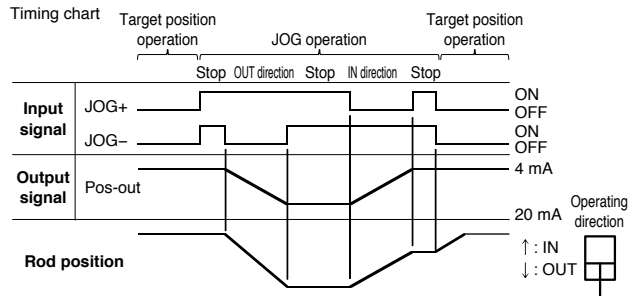 Timing chart
Target position operation
JOG operation
Target position operation
Stop OUT direction Stop IN direction Stop
Input signal
JOG+
ON
OFF
JOG−
ON
OFF
Output signal
Pos-out
4 mA
20 mA
Rod position
Operating direction
↑ : IN
↓ : OUT